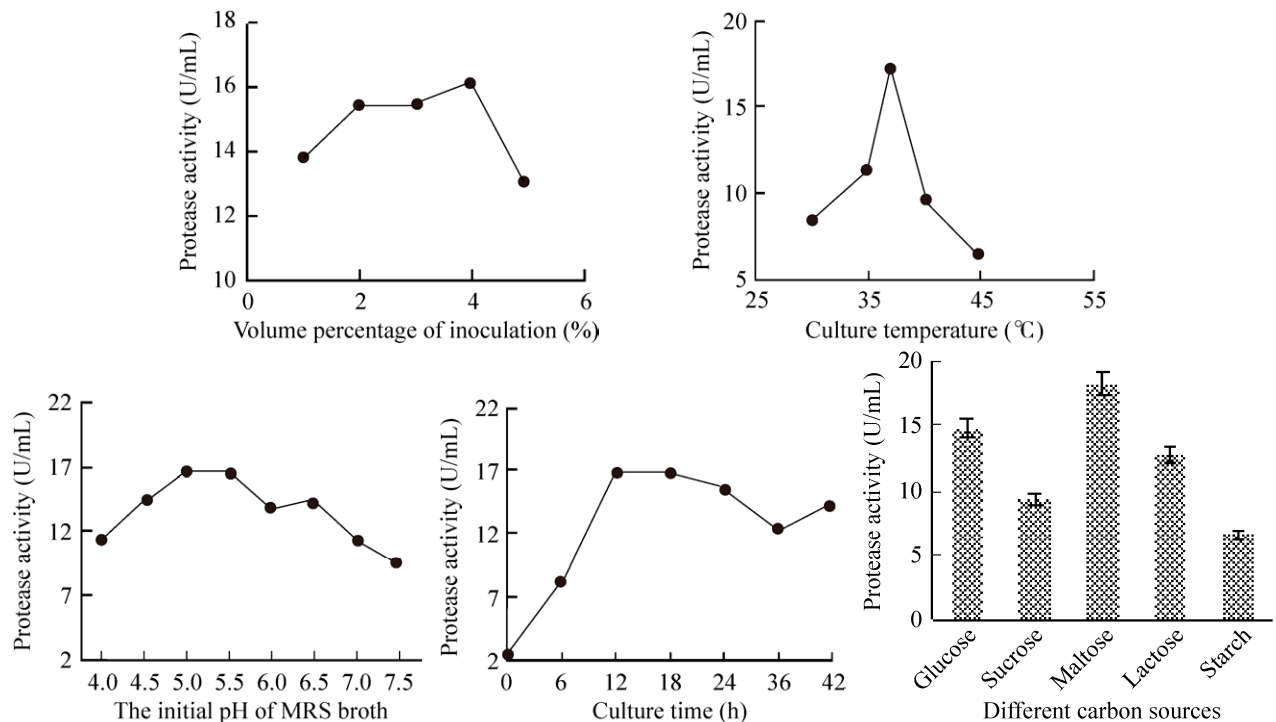 Protease activity (U/mL)
18
16
14
12
10
0 2 4 6
Volume percentage of inoculation (%)
Protease activity (U/mL)
20
15
10
5
25 35 45 55
Culture temperature (℃)
Protease activity (U/mL)
22
17
12
7
2
4.0 4.5 5.0 5.5 6.0 6.5 7.0 7.5
The initial pH of MRS broth
Protease activity (U/mL)
22
17
12
7
2
0 6 12 18 24 36 42
Culture time (h)
Protease activity (U/mL)
20
15
10
5
0
Glucose
Sucrose
Maltose
Lactose
Starch
Different carbon sources